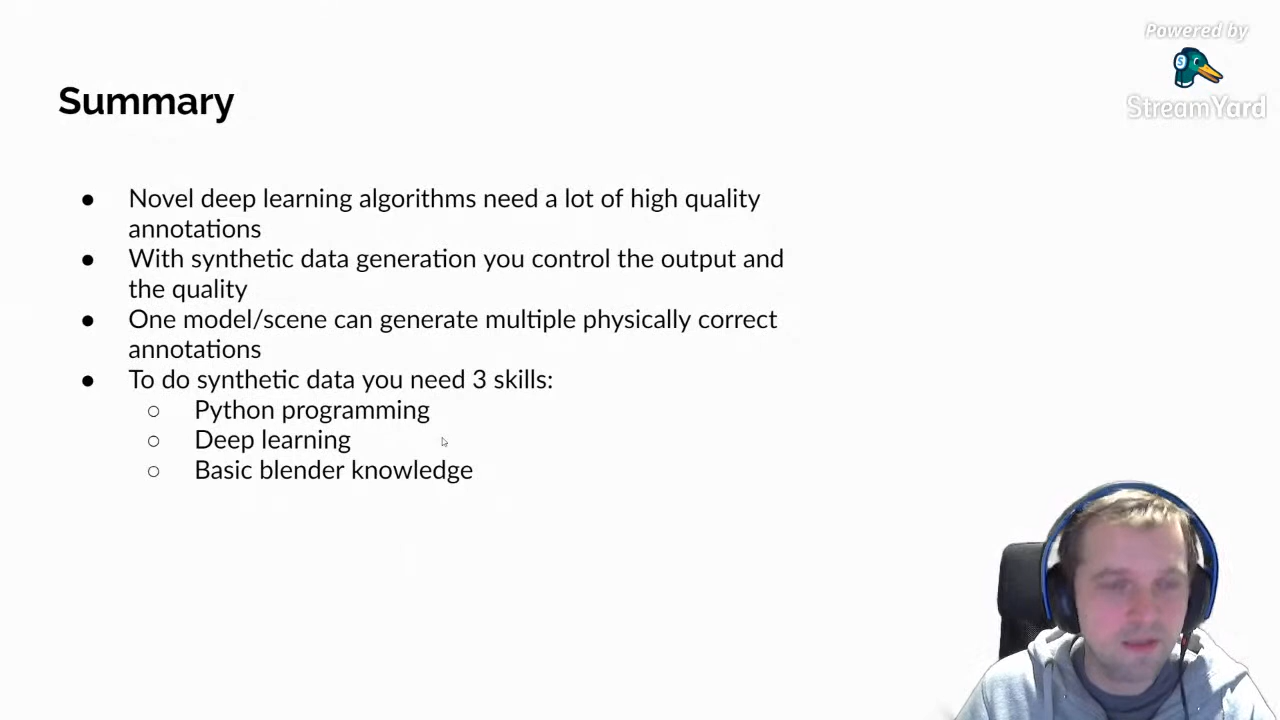 Powered by
StreamYard
Summary
● Novel deep learning algorithms need a lot of high quality
annotations
● With synthetic data generation you control the output and
the quality
● One model/scene can generate multiple physically correct
annotations
● To do synthetic data you need 3 skills:
○ Python programming
○ Deep learning
○ Basic blender knowledge